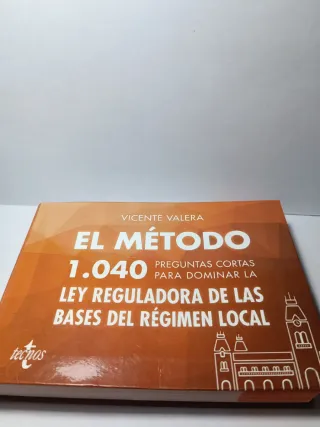 VICENTE VALERA
EL MÉTODO
1.040 PREGUNTAS CORTAS
PARA DOMINAR LA
LEY REGULADORA DE LAS
BASES DEL RÉGIMEN LOCAL
tecnos